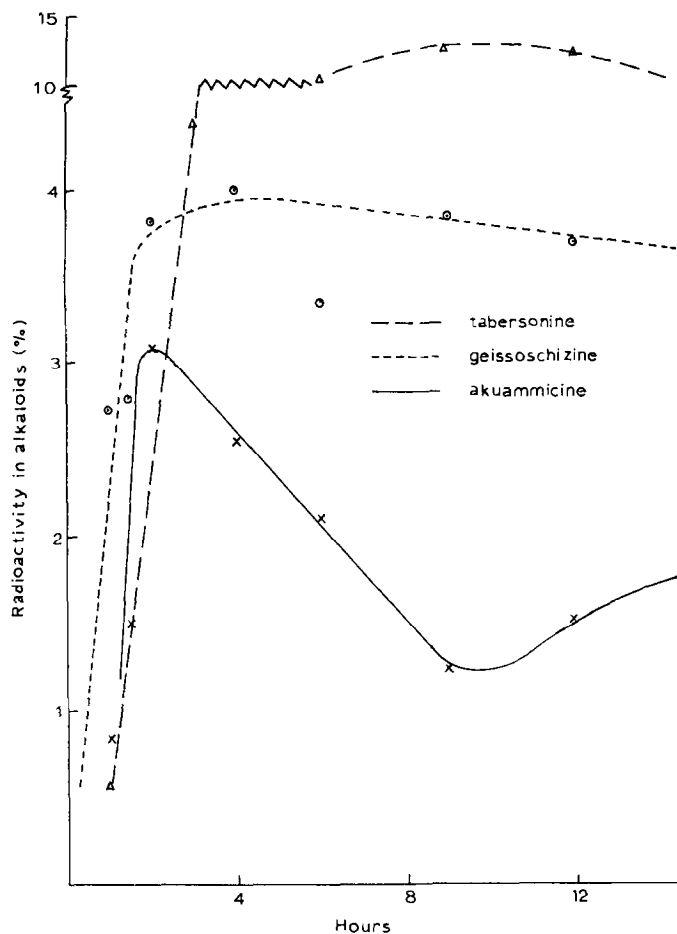 15
10
4
3
2
1
Radioactivity in alkaloids (%)
tabersonine
geissoschizine
akuammicine
4
8
12
Hours